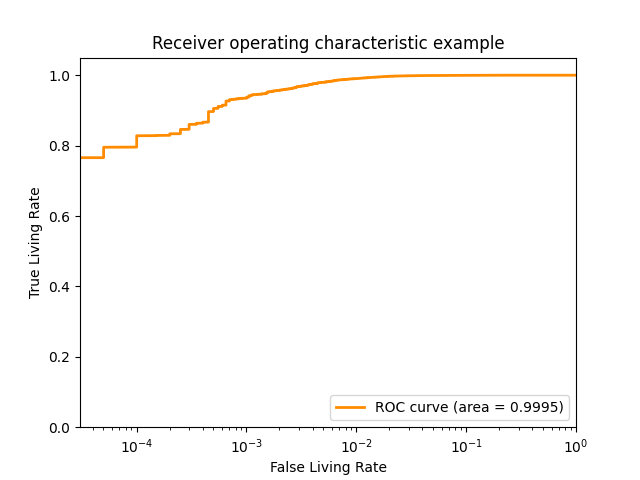 Receiver operating characteristic example
True Living Rate
1.0
0.8
0.6
0.4
0.2
0.0
10⁻⁴
10⁻³
10⁻²
10⁻¹
10⁰
False Living Rate
ROC curve (area = 0.9995)